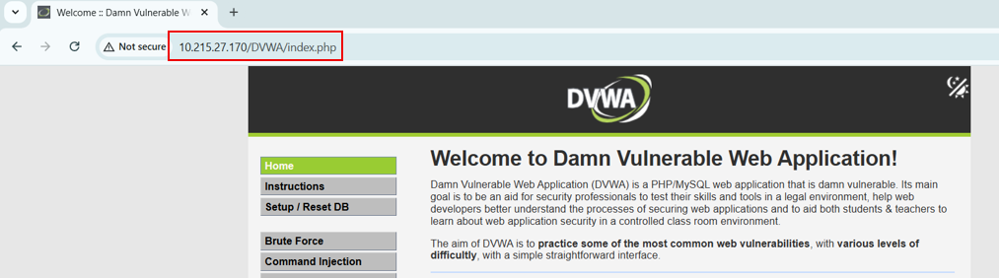 Welcome :: Damn Vulnerable W
Not secure
10.215.27.170/DVWA/index.php
DVWA
Home
Instructions
Setup / Reset DB
Brute Force
Command Injection
Welcome to Damn Vulnerable Web Application!
Damn Vulnerable Web Application (DVWA) is a PHP/MySQL web application that is damn vulnerable. Its main
goal is to be an aid for security professionals to test their skills and tools in a legal environment, help web
developers better understand the processes of securing web applications and to aid both students & teachers to
learn about web application security in a controlled class room environment.
The aim of DVWA is to practice some of the most common web vulnerabilities, with various levels of
difficultly, with a simple straightforward interface.